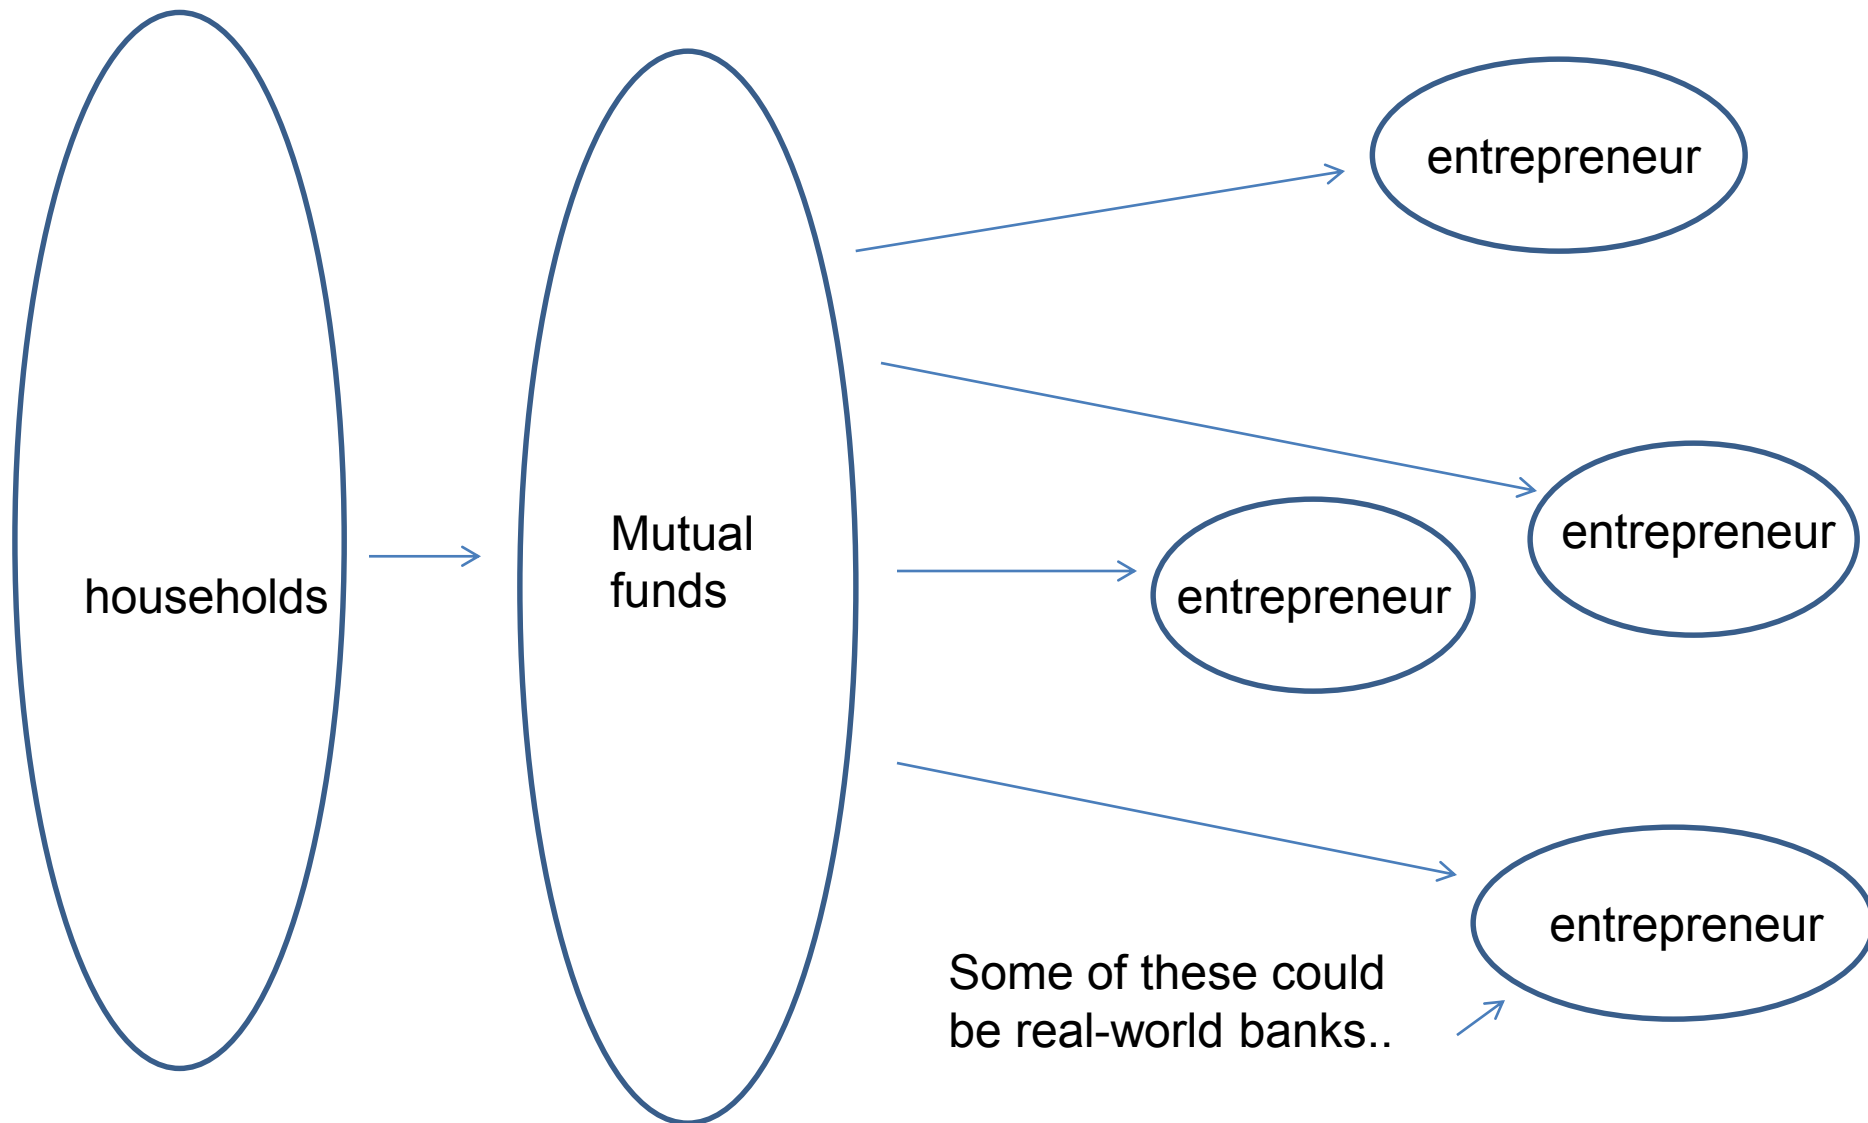 entrepreneur
households
Mutual
funds
entrepreneur
entrepreneur
entrepreneur
Some of these could
be real-world banks..